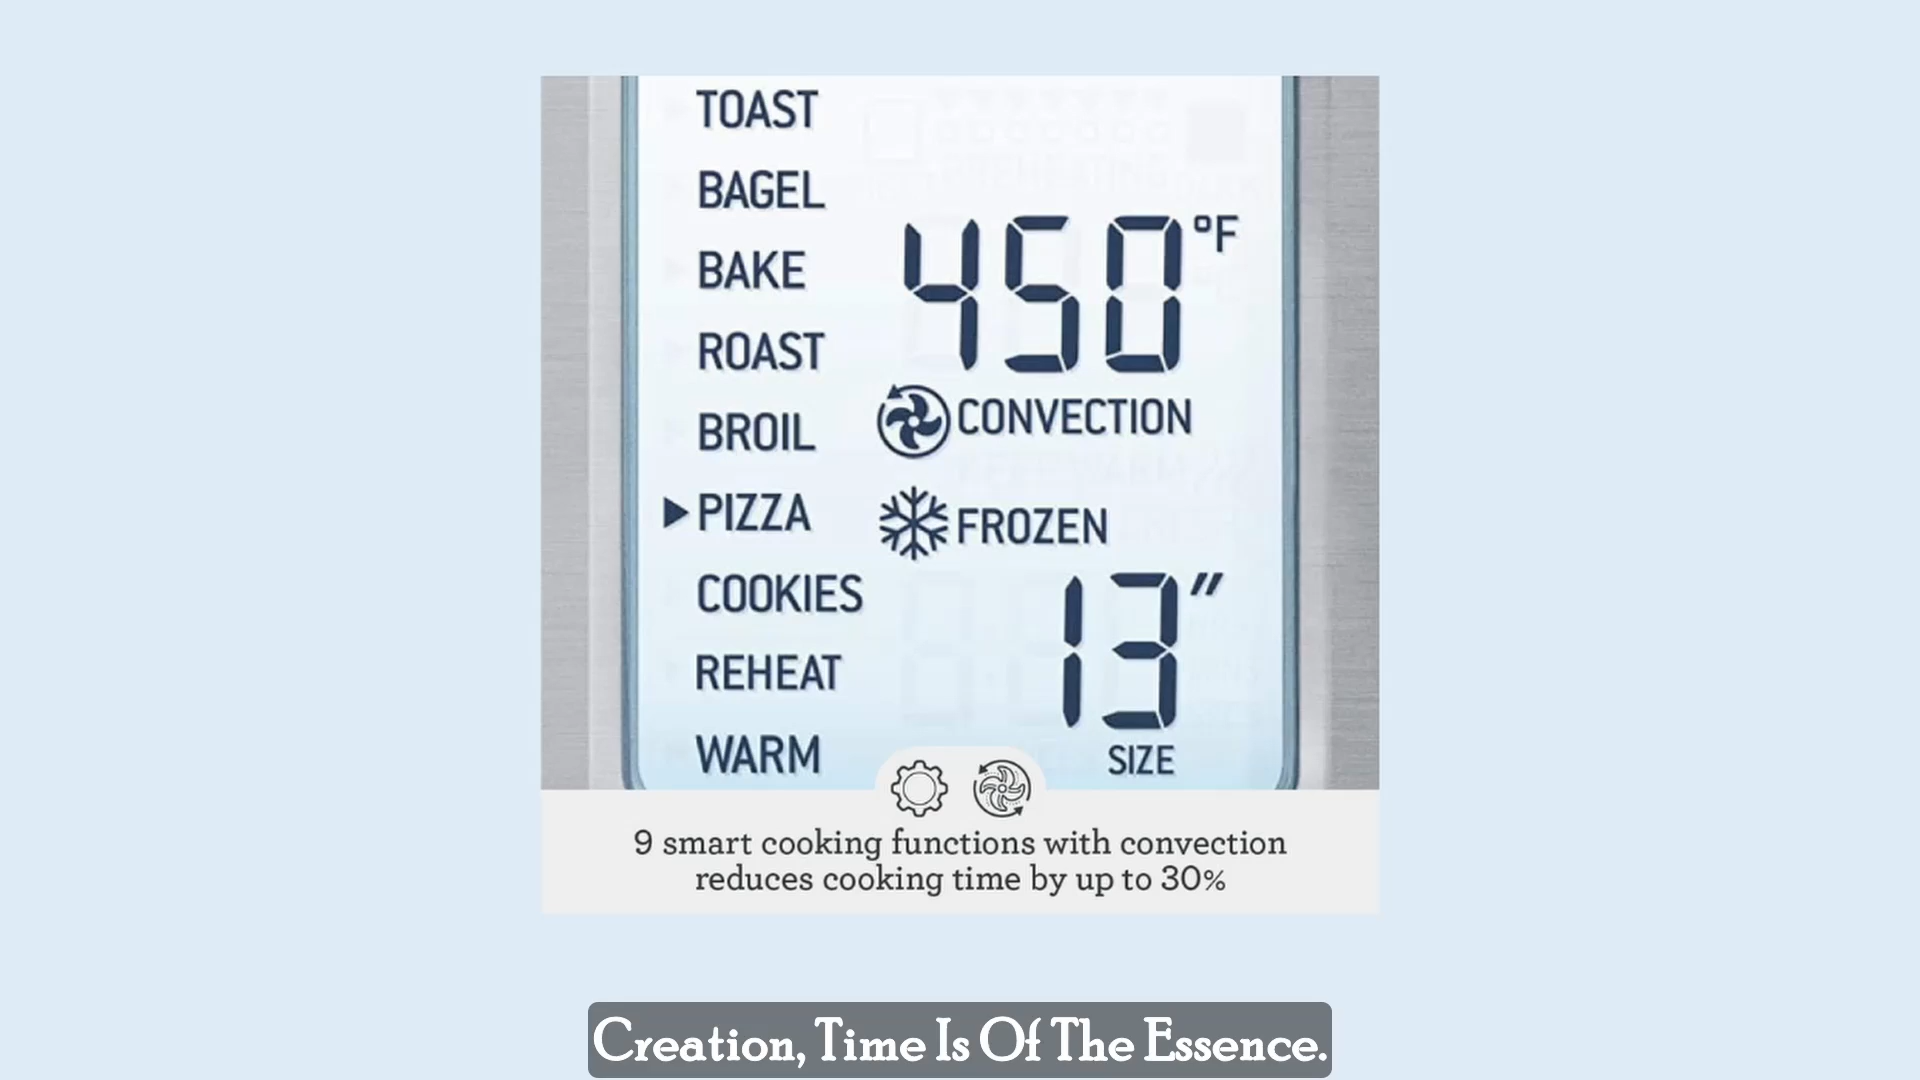 TOAST
BAGEL
BAKE
ROAST
BROIL
PIZZA
COOKIES
REHEAT
WARM
450°F
CONVECTION
FROZEN
13"
SIZE
9 smart cooking functions with convection
reduces cooking time by up to 30%
Creation, Time Is Of The Essence.